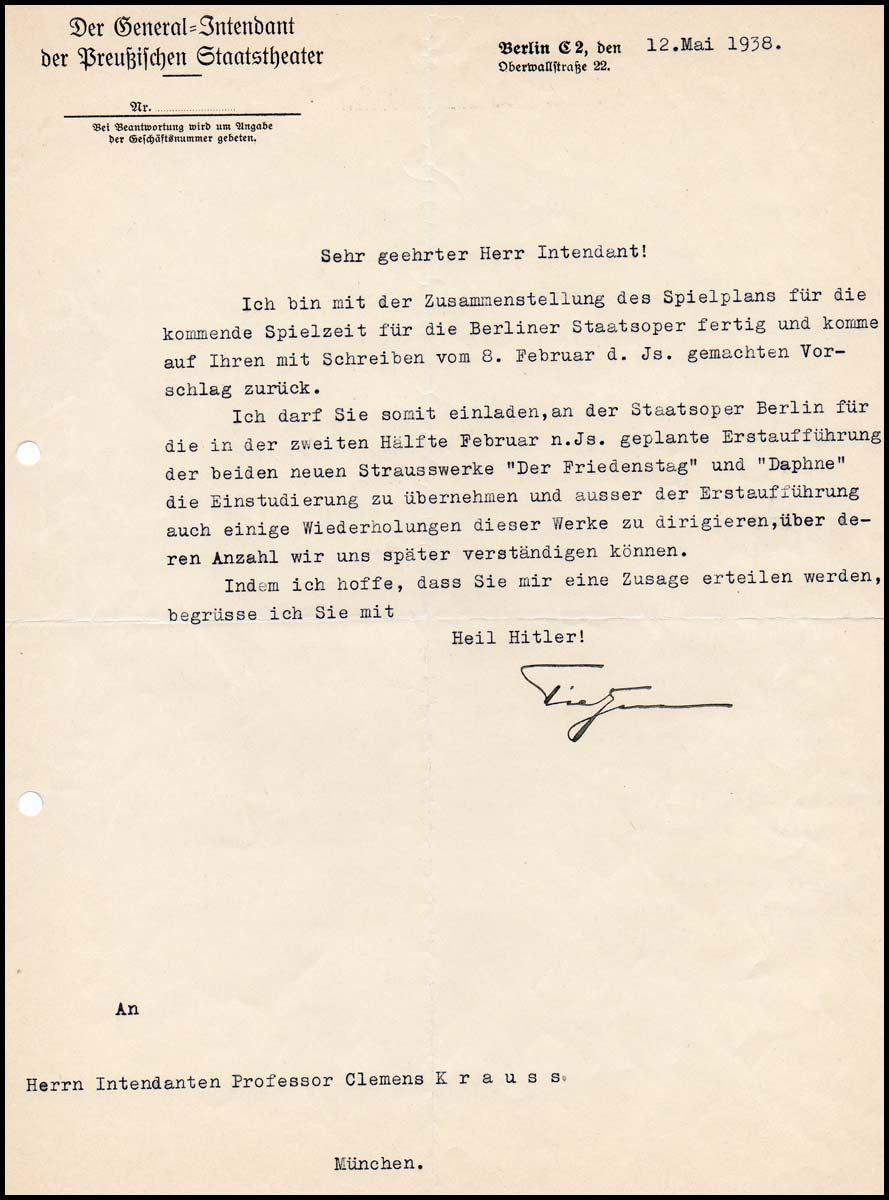 Der General-Intendant
der Preußischen Staatstheater
Nr.
Bei Beantwortung wird um Angabe
der Geschäftsnummer gebeten.
Berlin C 2, den 12.Mai 1938.
Oberwallstraße 22.
Sehr geehrter Herr Intendant!
Ich bin mit der Zusammenstellung des Spielplans für die
kommende Spielzeit für die Berliner Staatsoper fertig und komme
auf Ihren mit Schreiben vom 8. Februar d. Js. gemachten Vor-
schlag zurück.
Ich darf Sie somit einladen,an der Staatsoper Berlin für
die in der zweiten Hälfte Februar n.Js. geplante Erstaufführung
der beiden neuen Strausswerke "Der Friedenstag" und "Daphne"
die Einstudierung zu übernehmen und ausser der Erstaufführung
auch einige Wiederholungen dieser Werke zu dirigieren,über de-
ren Anzahl wir uns später verständigen können.
Indem ich hoffe, dass Sie mir eine Zusage erteilen werden,
begrüsse ich Sie mit
Heil Hitler!
Tietjen
An
Herrn Intendanten Professor Clemens K r a u s s.
München.